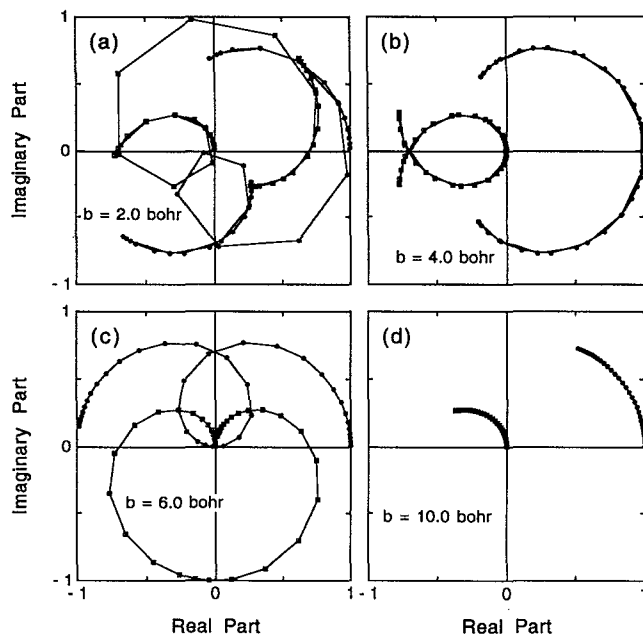 1
(a)
(b)
Imaginary Part
0
b = 2.0 bohr
b = 4.0 bohr
- 1
1
(c)
(d)
Imaginary Part
0
b = 6.0 bohr
b = 10.0 bohr
- 1
- 1
0
1
- 1
0
1
Real Part
Real Part